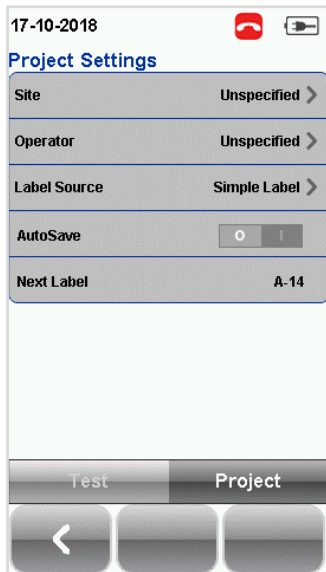 17-10-2018
Project Settings
Site Unspecified
Operator Unspecified
Label Source Simple Label
AutoSave O I
Next Label A-14
Test Project